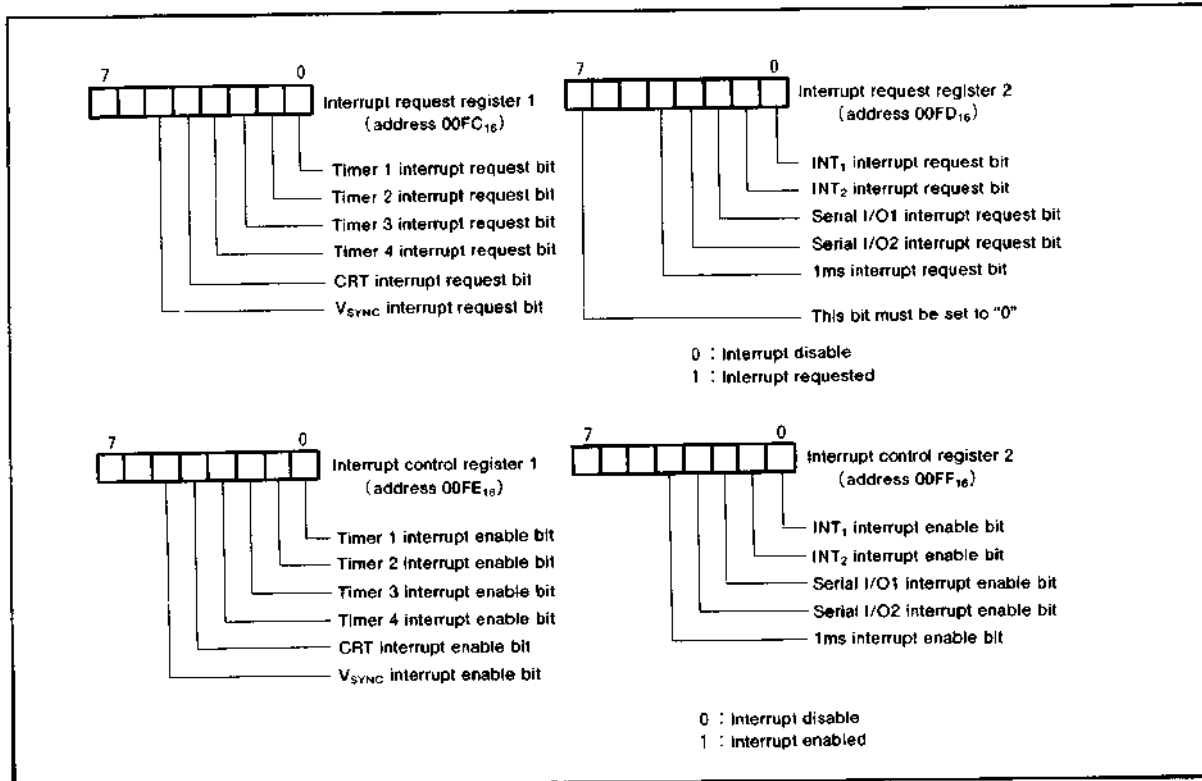 7 0
Interrupt request register 1
(address 00FC₁₆)
Timer 1 interrupt request bit
Timer 2 interrupt request bit
Timer 3 interrupt request bit
Timer 4 interrupt request bit
CRT interrupt request bit
V_SYNC interrupt request bit
7 0
Interrupt request register 2
(address 00FD₁₆)
INT₁ interrupt request bit
INT₂ interrupt request bit
Serial I/O1 interrupt request bit
Serial I/O2 interrupt request bit
1ms interrupt request bit
This bit must be set to "0"
0 : Interrupt disable
1 : Interrupt requested
7 0
Interrupt control register 1
(address 00FE₁₆)
Timer 1 interrupt enable bit
Timer 2 interrupt enable bit
Timer 3 interrupt enable bit
Timer 4 interrupt enable bit
CRT interrupt enable bit
V_SYNC interrupt enable bit
7 0
Interrupt control register 2
(address 00FF₁₆)
INT₁ interrupt enable bit
INT₂ interrupt enable bit
Serial I/O1 interrupt enable bit
Serial I/O2 interrupt enable bit
1ms interrupt enable bit
0 : Interrupt disable
1 : Interrupt enabled